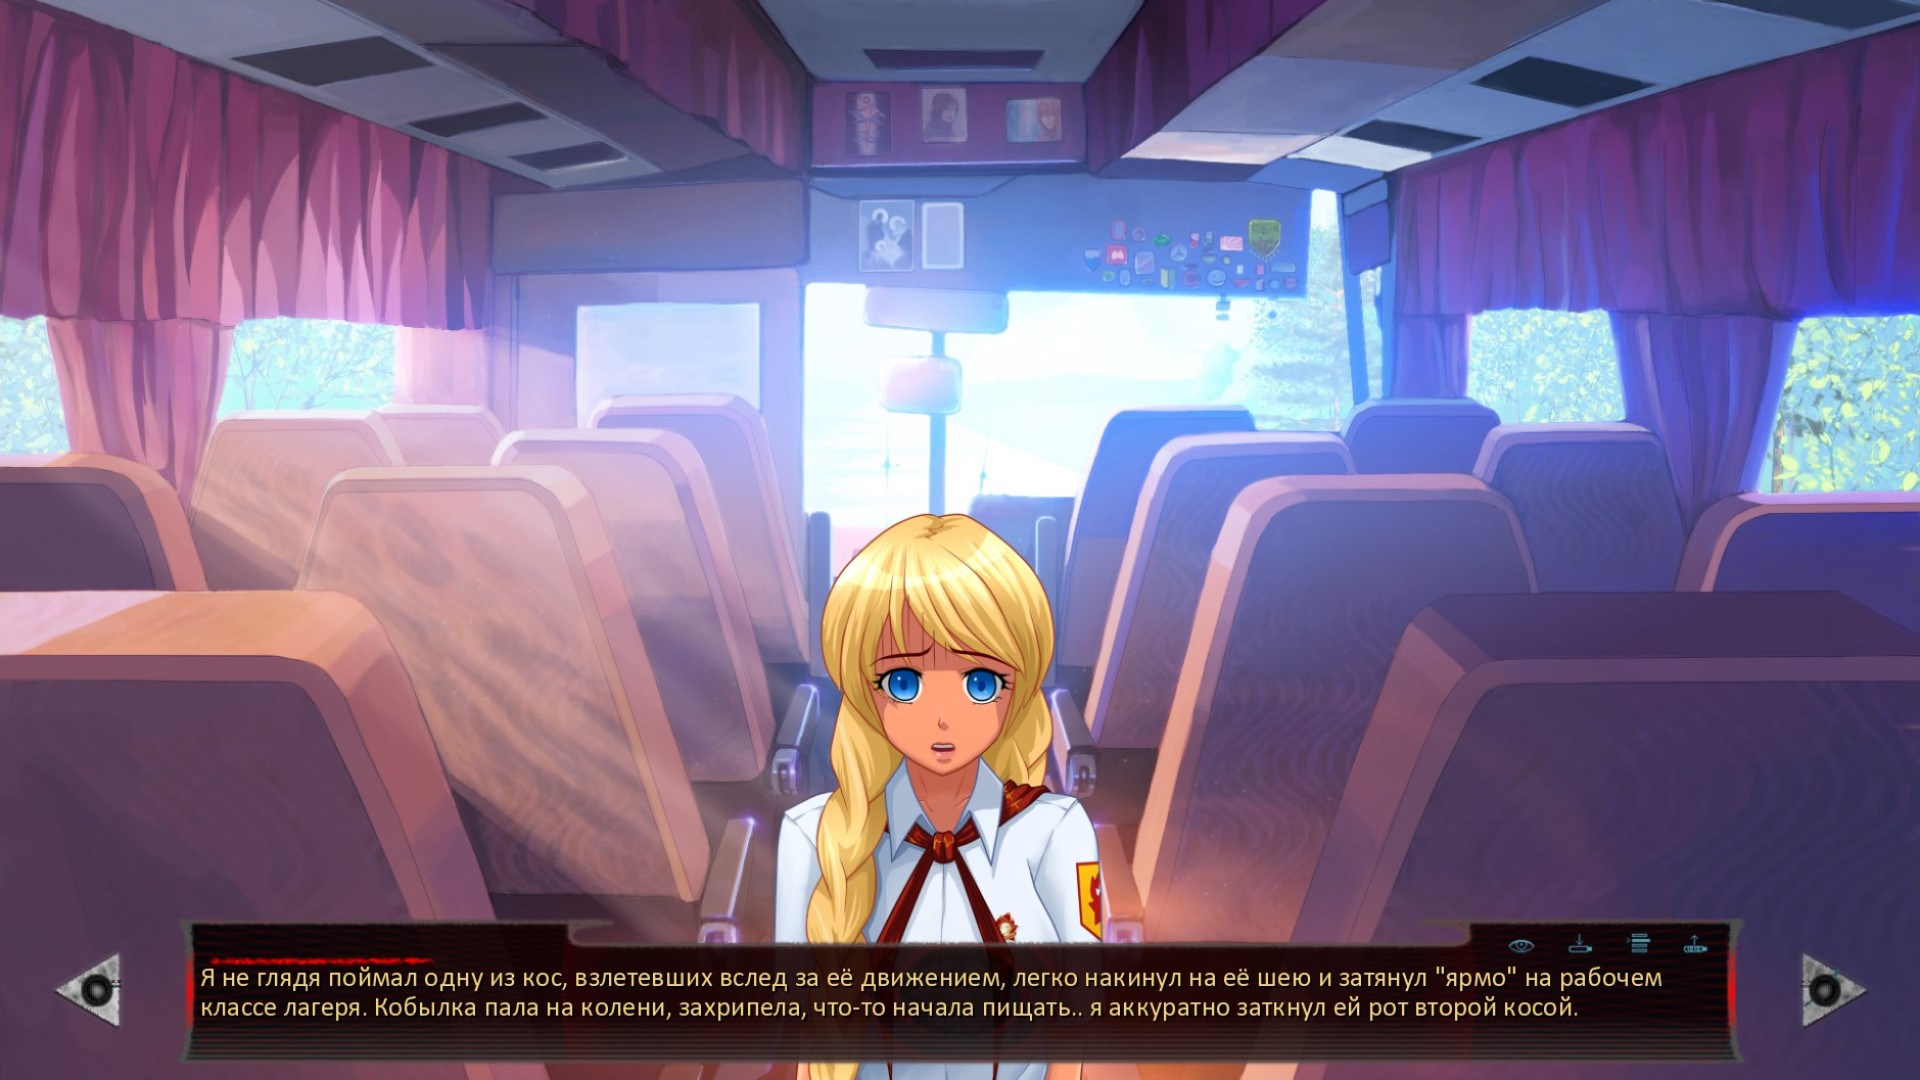 Я не глядя поймал одну из кос, взлетевших вслед за её движением, легко накинул на её шею и затянул "ярмо" на рабочем
классе лагеря. Кобылка пала на колени, захрипела, что-то начала пищать.. я аккуратно заткнул ей рот второй косой.